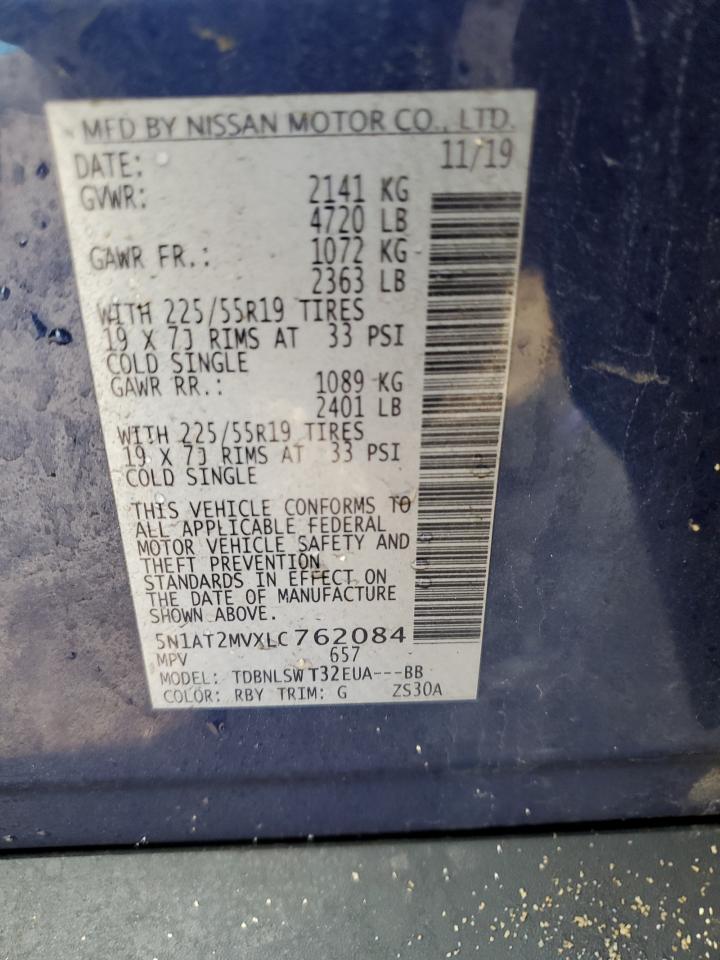 MFD BY NISSAN MOTOR CO., LTD.
DATE: 11/19
GVWR: 2141 KG
4720 LB
GAWR FR.: 1072 KG
2363 LB
WITH 225/55R19 TIRES
19 X 7J RIMS AT 33 PSI
COLD SINGLE
GAWR RR.: 1089 KG
2401 LB
WITH 225/55R19 TIRES
19 X 7J RIMS AT 33 PSI
COLD SINGLE
THIS VEHICLE CONFORMS TO
ALL APPLICABLE FEDERAL
MOTOR VEHICLE SAFETY AND
THEFT PREVENTION
STANDARDS IN EFFECT ON
THE DATE OF MANUFACTURE
SHOWN ABOVE.
5N1AT2MVXLC762084
MPV 657
MODEL: TDBNLSWT32EUA---BB
COLOR: RBY TRIM: G ZS30A